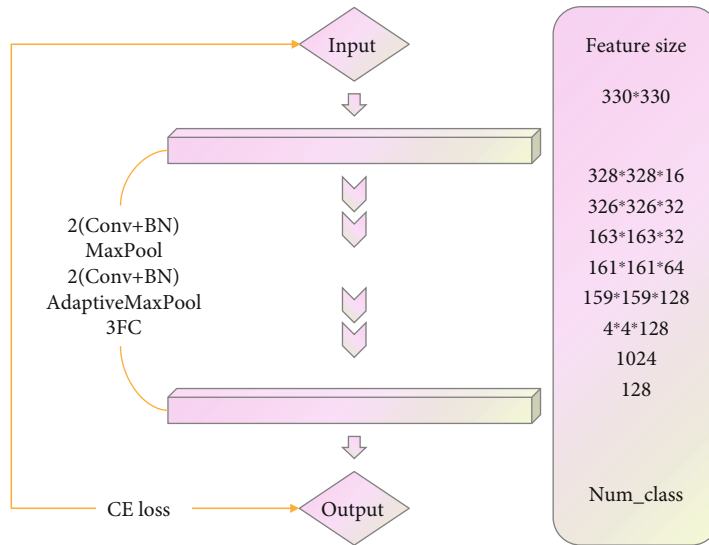 Input
2(Conv+BN)
MaxPool
2(Conv+BN)
AdaptiveMaxPool
3FC
CE loss
Output
Feature size
330*330
328*328*16
326*326*32
163*163*32
161*161*64
159*159*128
4*4*128
1024
128
Num_class